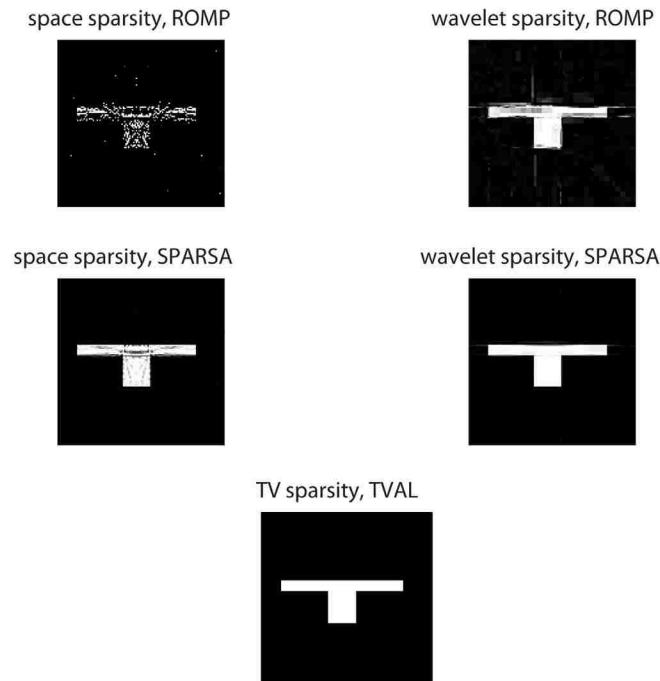 space sparsity, ROMP
wavelet sparsity, ROMP
space sparsity, SPARSA
wavelet sparsity, SPARSA
TV sparsity, TVAL